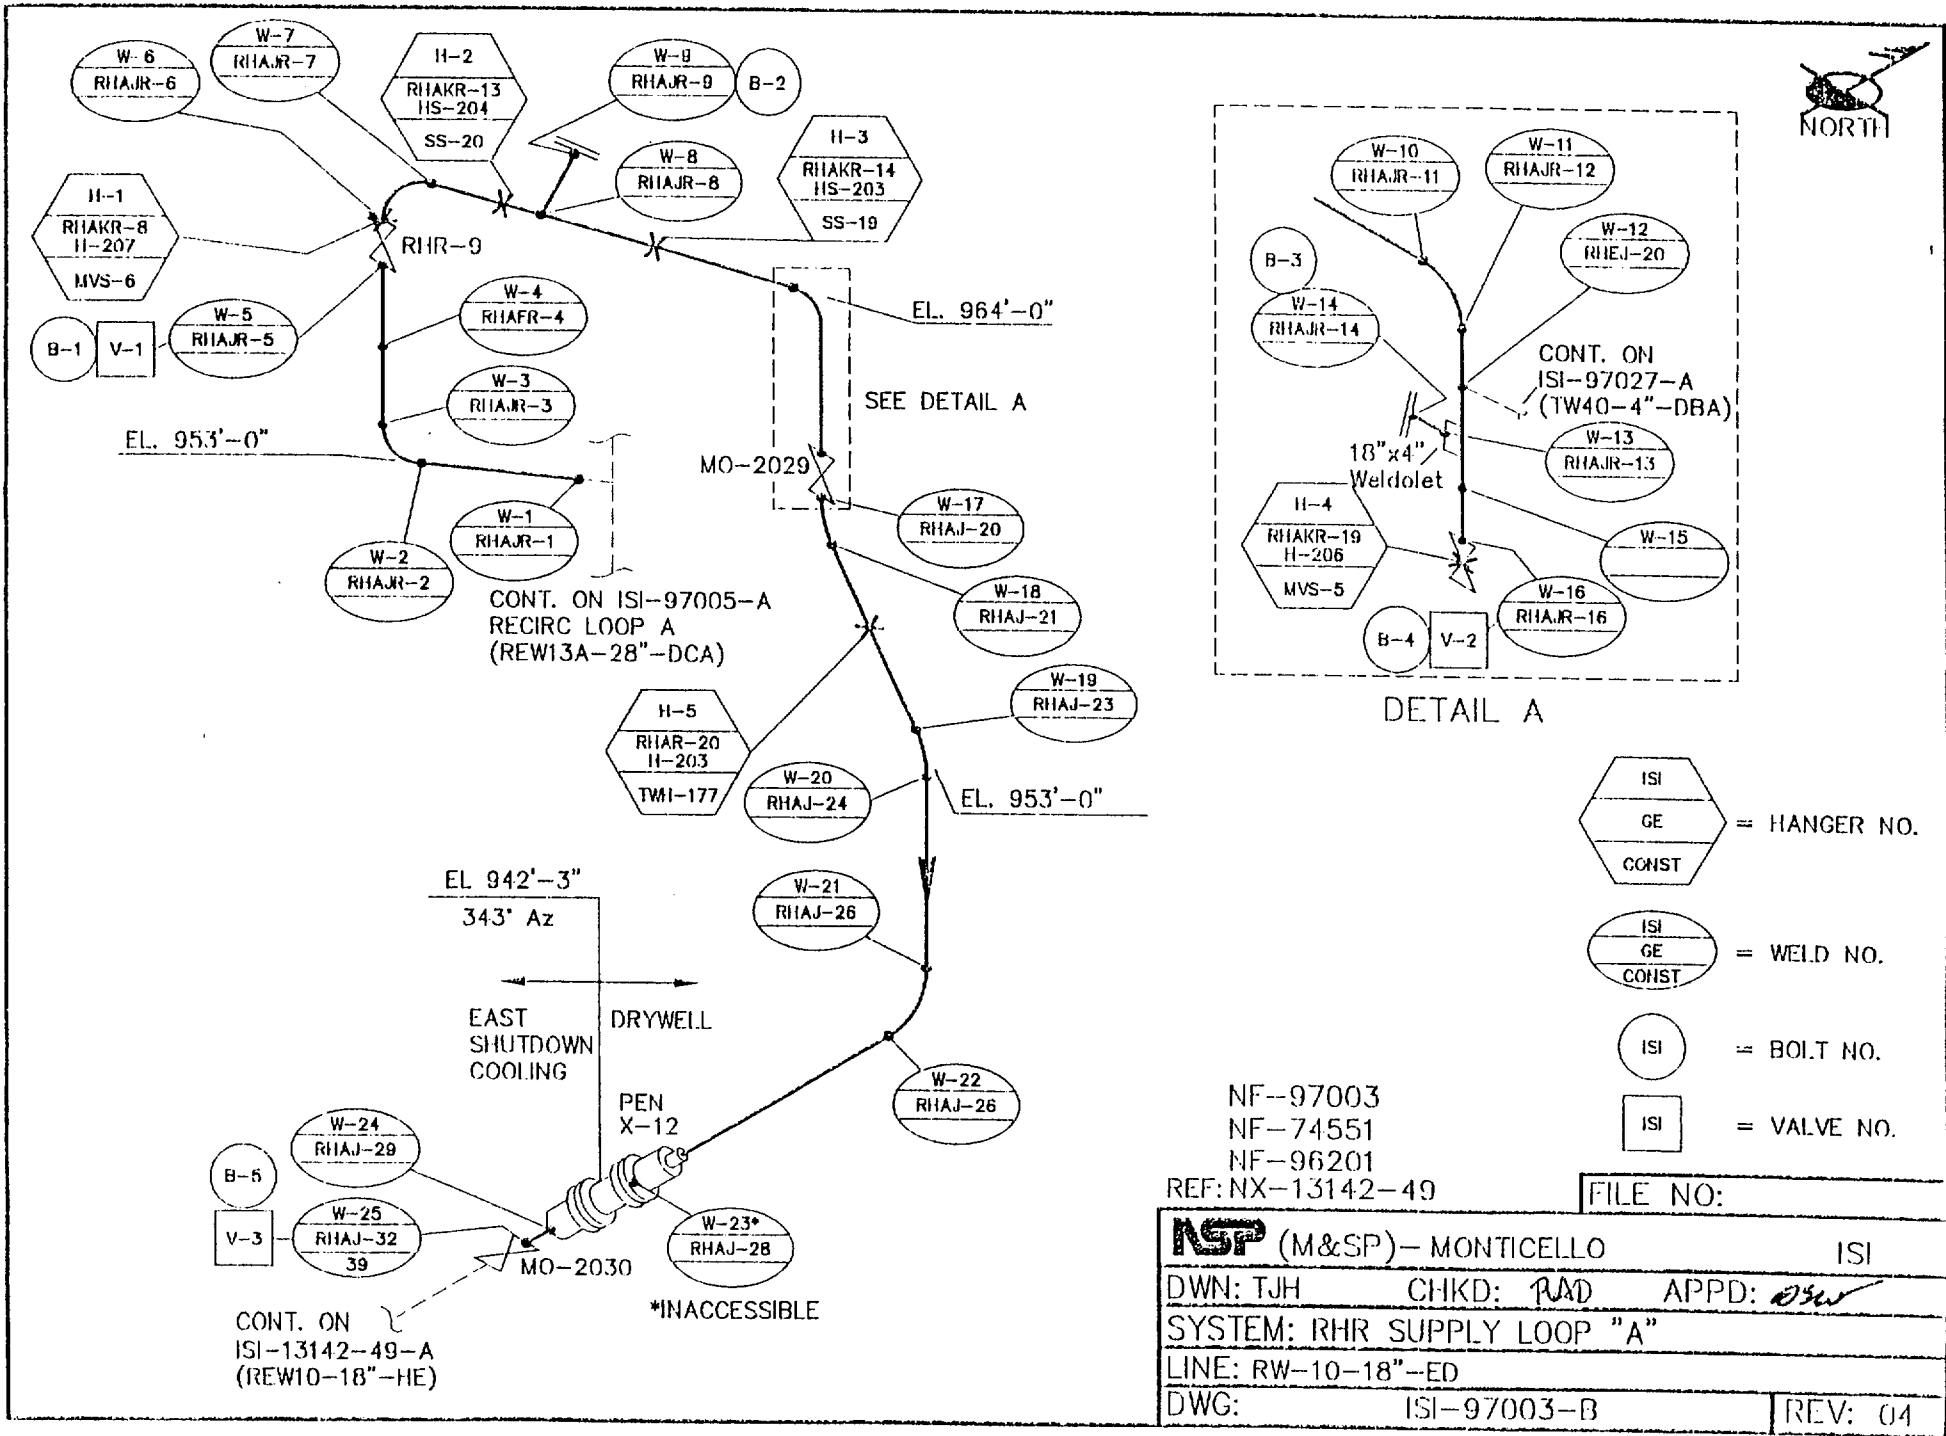 W-6
RHAJR-6
W-7
RHAJR-7
H-2
RHAKR-13
HS-204
SS-20
W-9
RHAJR-9
B-2
W-8
RHAJR-8
H-3
RHAKR-14
HS-203
SS-19
H-1
RHAKR-8
H-207
MVS-6
RHR-9
B-1
V-1
W-5
RHAJR-5
W-4
RHAFR-4
W-3
RHAJR-3
EL. 953'-0"
W-1
RHAJR-1
W-2
RHAJR-2
CONT. ON ISI-97005-A
RECIRC LOOP A
(REW13A-28"-DCA)
EL. 964'-0"
SEE DETAIL A
MO-2029
W-17
RHAJ-20
W-18
RHAJ-21
W-19
RHAJ-23
H-5
RHAR-20
H-203
TWH-177
W-20
RHAJ-24
EL. 953'-0"
W-21
RHAJ-26
EL 942'-3"
343° Az
EAST
SHUTDOWN
COOLING
DRYWELL
W-22
RHAJ-26
PEN
X-12
W-24
RHAJ-29
B-5
V-3
W-25
RHAJ-32
39
W-23*
RHAJ-28
MO-2030
*INACCESSIBLE
CONT. ON
ISI-13142-49-A
(REW10-18"-HE)
NORTH
W-10
RHAJR-11
W-11
RHAJR-12
W-12
RHEJ-20
B-3
W-14
RHAJR-14
CONT. ON
ISI-97027-A
(TW40-4"-DBA)
W-13
RHAJR-13
18"x4"
Weldolet
H-4
RHAKR-19
H-206
MVS-5
W-15
W-16
RHAJR-16
B-4
V-2
DETAIL A
ISI
GE
CONST
= HANGER NO.
ISI
GE
CONST
= WELD NO.
ISI
= BOLT NO.
ISI
= VALVE NO.
NF-97003
NF-74551
NF-96201
REF: NX-13142-49
FILE NO:
NSP (M&SP)- MONTICELLO ISI
DWN: TJH CHKD: RAD APPD:
SYSTEM: RHR SUPPLY LOOP "A"
LINE: RW-10-18"-ED
DWG: ISI-97003-B REV: 04